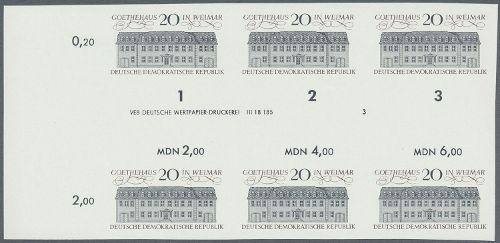 GOETHEHAUS 20 IN WEIMAR GOETHEHAUS 20 IN WEIMAR GOETHEHAUS 20 IN WEIMAR
0,20
DEUTSCHE DEMOKRATISCHE REPUBLIK DEUTSCHE DEMOKRATISCHE REPUBLIK DEUTSCHE DEMOKRATISCHE REPUBLIK
1 2 3
VEB DEUTSCHE WERTPAPIER-DRUCKEREI III 18 185 3
MDN 2,00 MDN 4,00 MDN 6,00
GOETHEHAUS 20 IN WEIMAR GOETHEHAUS 20 IN WEIMAR GOETHEHAUS 20 IN WEIMAR
2,00
DEUTSCHE DEMOKRATISCHE REPUBLIK DEUTSCHE DEMOKRATISCHE REPUBLIK DEUTSCHE DEMOKRATISCHE REPUBLIK